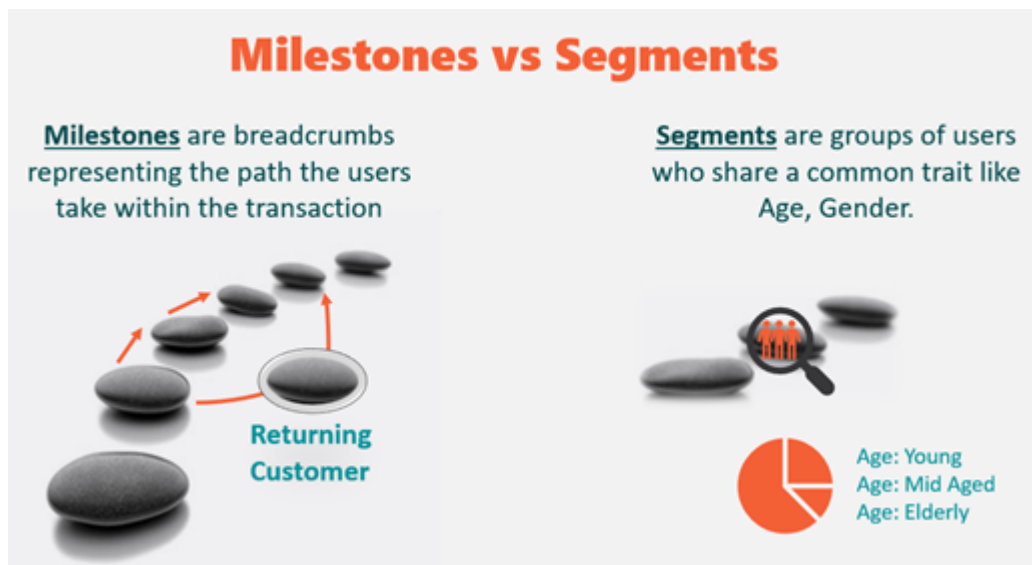 Milestones vs Segments
Milestones are breadcrumbs
representing the path the users
take within the transaction
Returning
Customer
Segments are groups of users
who share a common trait like
Age, Gender.
Age: Young
Age: Mid Aged
Age: Elderly